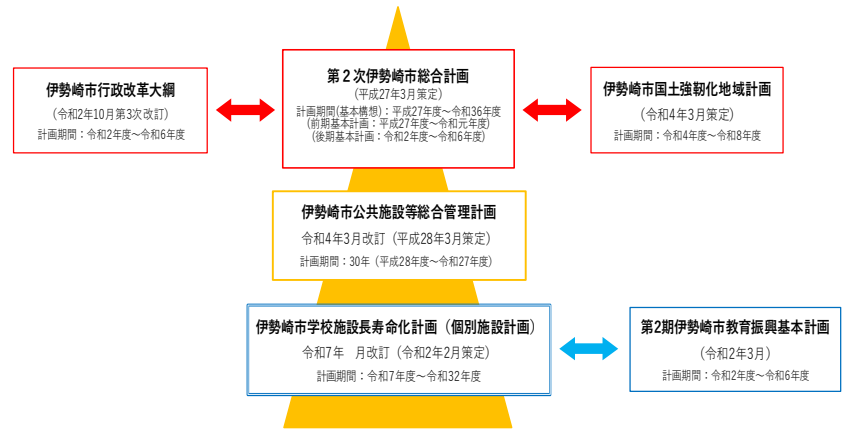 伊勢崎市行政改革大綱
（令和2年10月第3次改訂）
計画期間：令和2年度～令和6年度
第２次伊勢崎市総合計画
(平成27年3月策定)
計画期間(基本構想)：平成27年度～令和36年度
(前期基本計画：平成27年度～令和元年度)
(後期基本計画：令和2年度～令和6年度)
伊勢崎市国土強靱化地域計画
（令和4年3月策定）
計画期間：令和4年度～令和8年度
伊勢崎市公共施設等総合管理計画
令和4年3月改訂（平成28年3月策定）
計画期間：30年（平成28年度～令和27年度）
伊勢崎市学校施設長寿命化計画（個別施設計画）
令和7年　月改訂（令和2年2月策定）
計画期間：令和7年度～令和32年度
第2期伊勢崎市教育振興基本計画
（令和2年3月）
計画期間：令和2年度～令和6年度